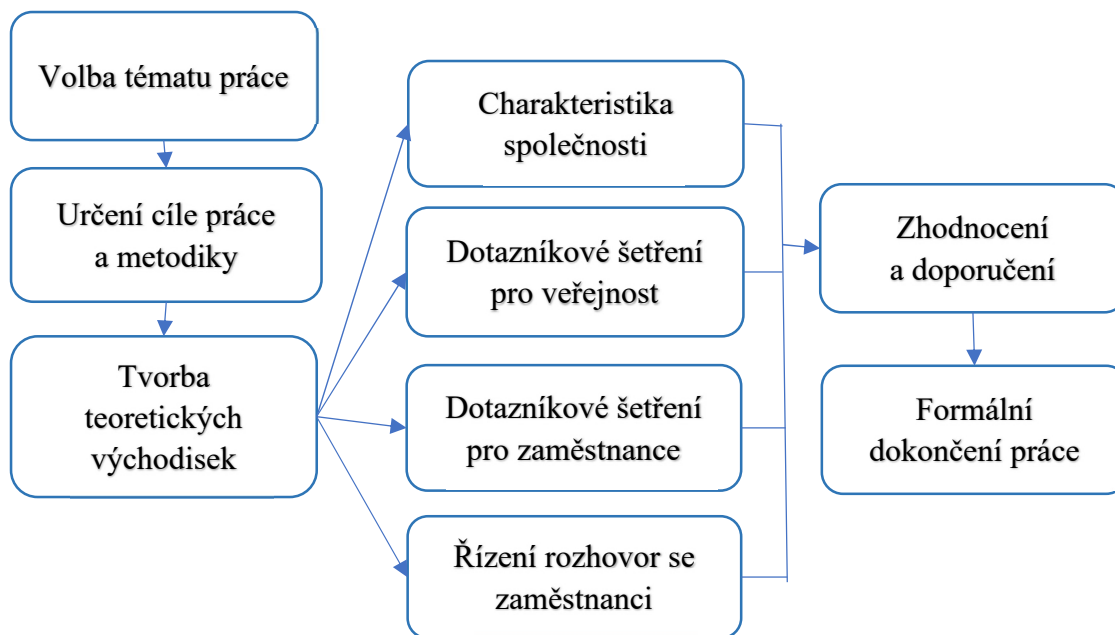 Volba tématu práce
Určení cíle práce
a metodiky
Tvorba
teoretických
východisek
Charakteristika
společnosti
Dotazníkové šetření
pro veřejnost
Dotazníkové šetření
pro zaměstnance
Řízení rozhovor se
zaměstnanci
Zhodnocení
a doporučení
Formální
dokončení práce